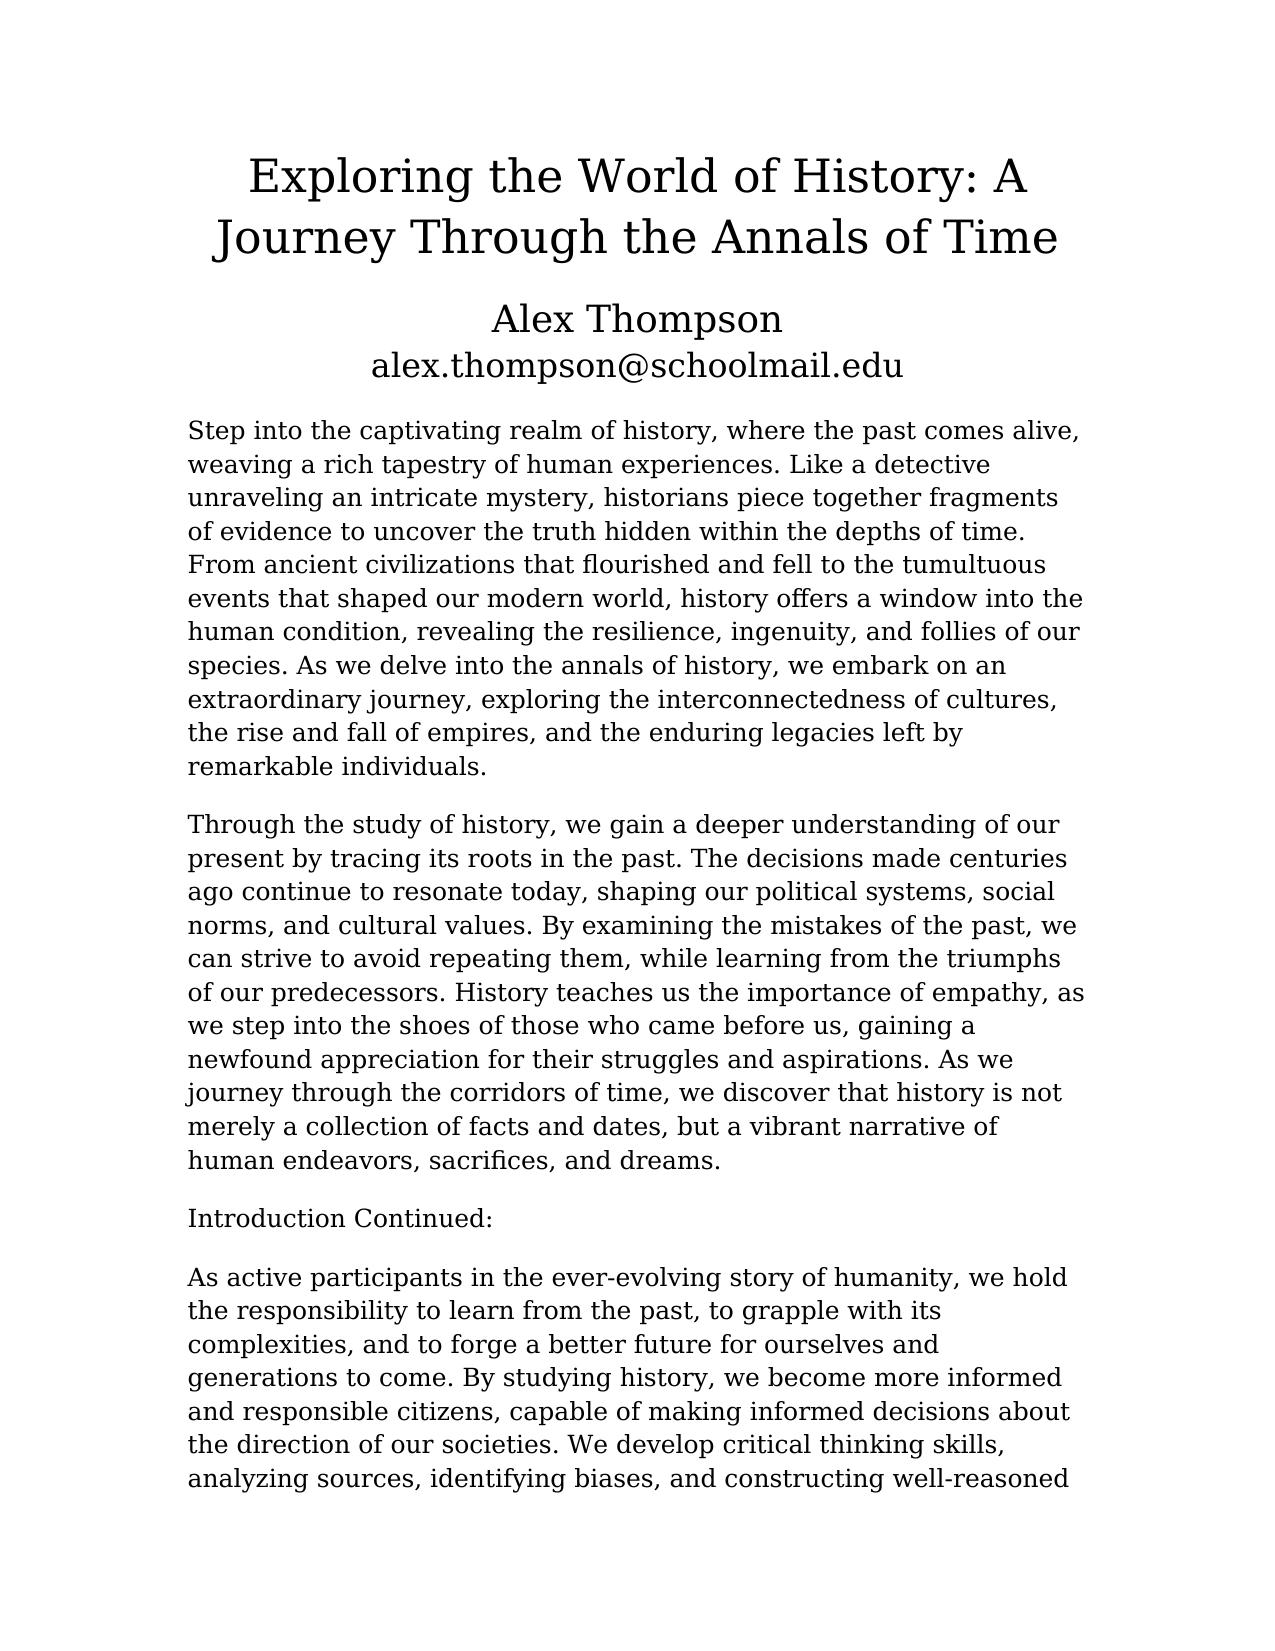 Exploring the World of History: A
Journey Through the Annals of Time
Alex Thompson
alex.thompson@schoolmail.edu
Step into the captivating realm of history, where the past comes alive,
weaving a rich tapestry of human experiences. Like a detective
unraveling an intricate mystery, historians piece together fragments
of evidence to uncover the truth hidden within the depths of time.
From ancient civilizations that flourished and fell to the tumultuous
events that shaped our modern world, history offers a window into the
human condition, revealing the resilience, ingenuity, and follies of our
species. As we delve into the annals of history, we embark on an
extraordinary journey, exploring the interconnectedness of cultures,
the rise and fall of empires, and the enduring legacies left by
remarkable individuals.
Through the study of history, we gain a deeper understanding of our
present by tracing its roots in the past. The decisions made centuries
ago continue to resonate today, shaping our political systems, social
norms, and cultural values. By examining the mistakes of the past, we
can strive to avoid repeating them, while learning from the triumphs
of our predecessors. History teaches us the importance of empathy, as
we step into the shoes of those who came before us, gaining a
newfound appreciation for their struggles and aspirations. As we
journey through the corridors of time, we discover that history is not
merely a collection of facts and dates, but a vibrant narrative of
human endeavors, sacrifices, and dreams.
Introduction Continued:
As active participants in the ever-evolving story of humanity, we hold
the responsibility to learn from the past, to grapple with its
complexities, and to forge a better future for ourselves and
generations to come. By studying history, we become more informed
and responsible citizens, capable of making informed decisions about
the direction of our societies. We develop critical thinking skills,
analyzing sources, identifying biases, and constructing well-reasoned